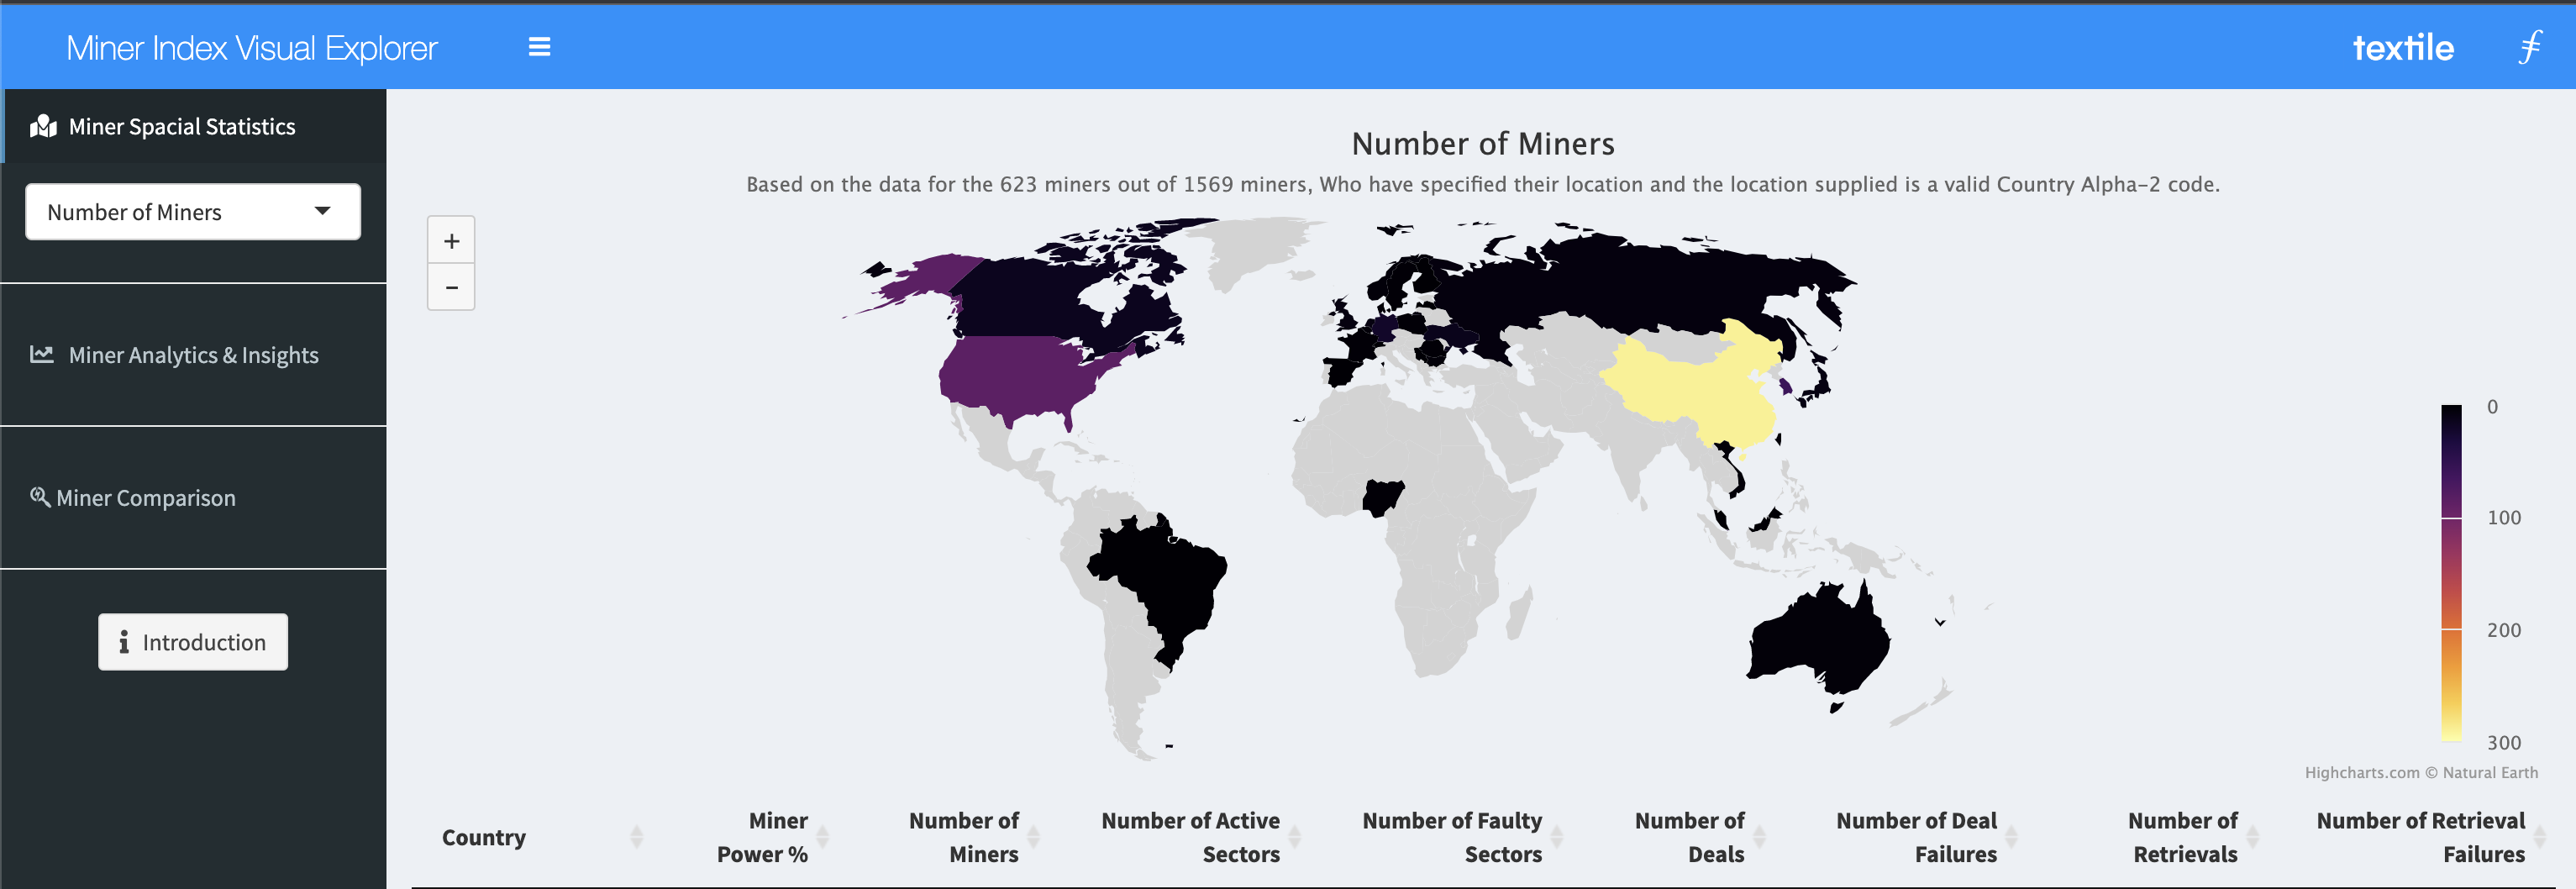 Miner Index Visual Explorer
textile
Miner Spacial Statistics
Number of Miners
Miner Analytics & Insights
Miner Comparison
Introduction
Number of Miners
Based on the data for the 623 miners out of 1569 miners, Who have specified their location and the location supplied is a valid Country Alpha-2 code.
+
−
0
100
200
300
Highcharts.com © Natural Earth
Country
Miner
Power %
Number of
Miners
Number of Active
Sectors
Number of Faulty
Sectors
Number of
Deals
Number of Deal
Failures
Number of
Retrievals
Number of Retrieval
Failures